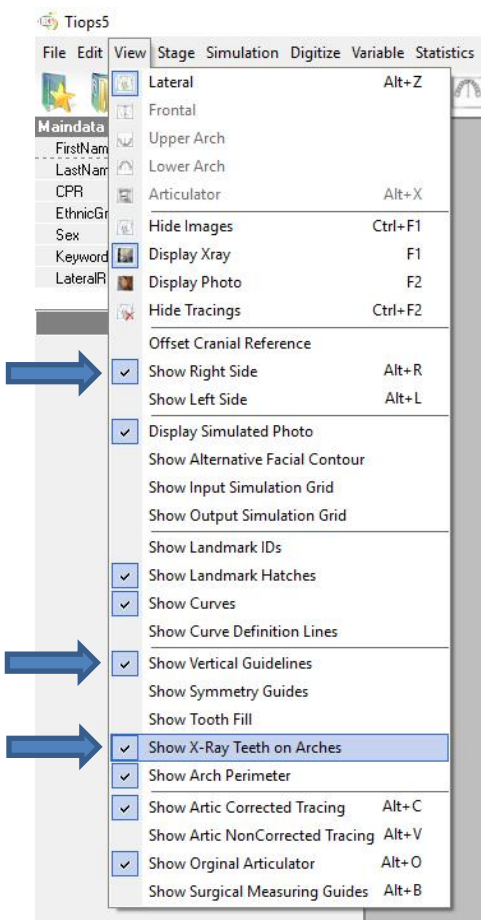 Tiops5
File Edit View Stage Simulation Digitize Variable Statistics
Maindata
FirstNam
LastNam
CPR
EthnicGr
Sex
Keyword
LateralR
Lateral Alt+Z
Frontal
Upper Arch
Lower Arch
Articulator Alt+X
Hide Images Ctrl+F1
Display Xray F1
Display Photo F2
Hide Tracings Ctrl+F2
Offset Cranial Reference
Show Right Side Alt+R
Show Left Side Alt+L
Display Simulated Photo
Show Alternative Facial Contour
Show Input Simulation Grid
Show Output Simulation Grid
Show Landmark IDs
Show Landmark Hatches
Show Curves
Show Curve Definition Lines
Show Vertical Guidelines
Show Symmetry Guides
Show Tooth Fill
Show X-Ray Teeth on Arches
Show Arch Perimeter
Show Artic Corrected Tracing Alt+C
Show Artic NonCorrected Tracing Alt+V
Show Orginal Articulator Alt+O
Show Surgical Measuring Guides Alt+B